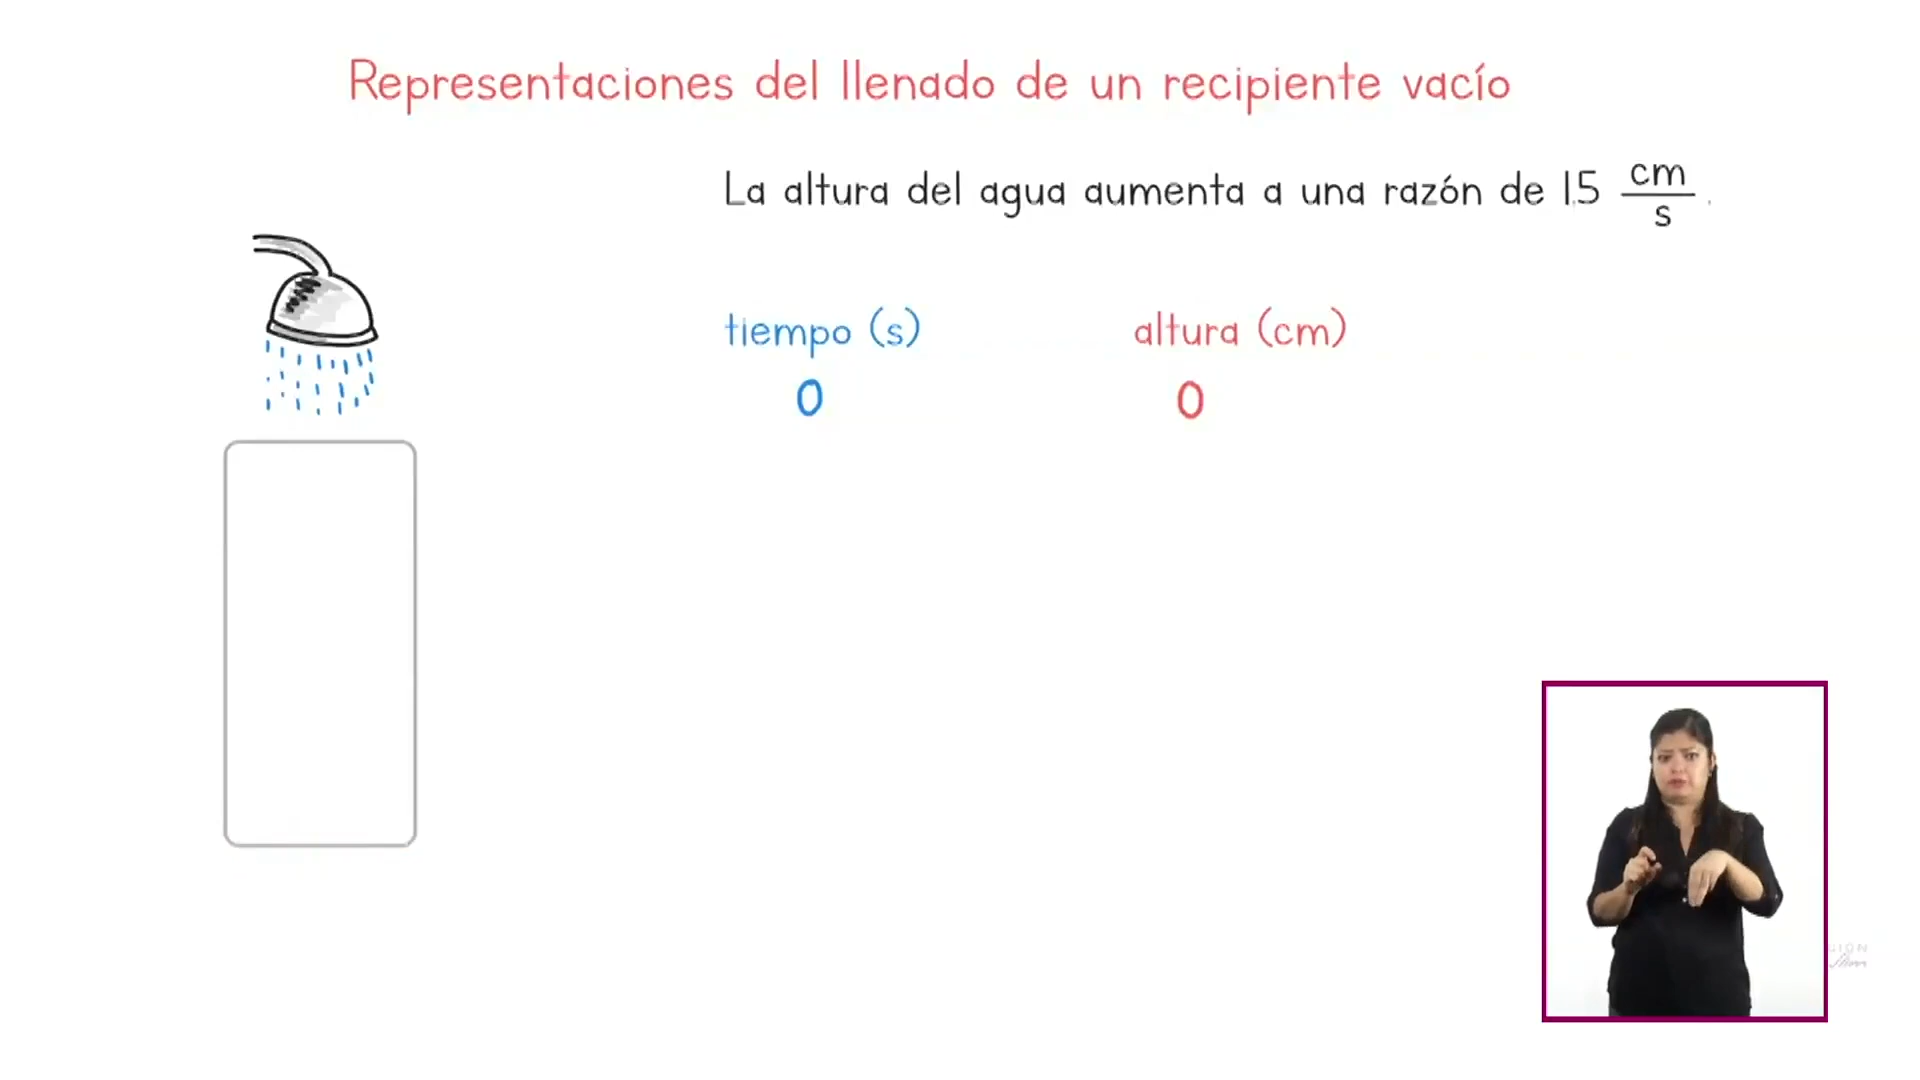 Representaciones del llenado de un recipiente vacío
La altura del agua aumenta a una razón de 1.5 cm/s.
tiempo (s) altura (cm)
0 0